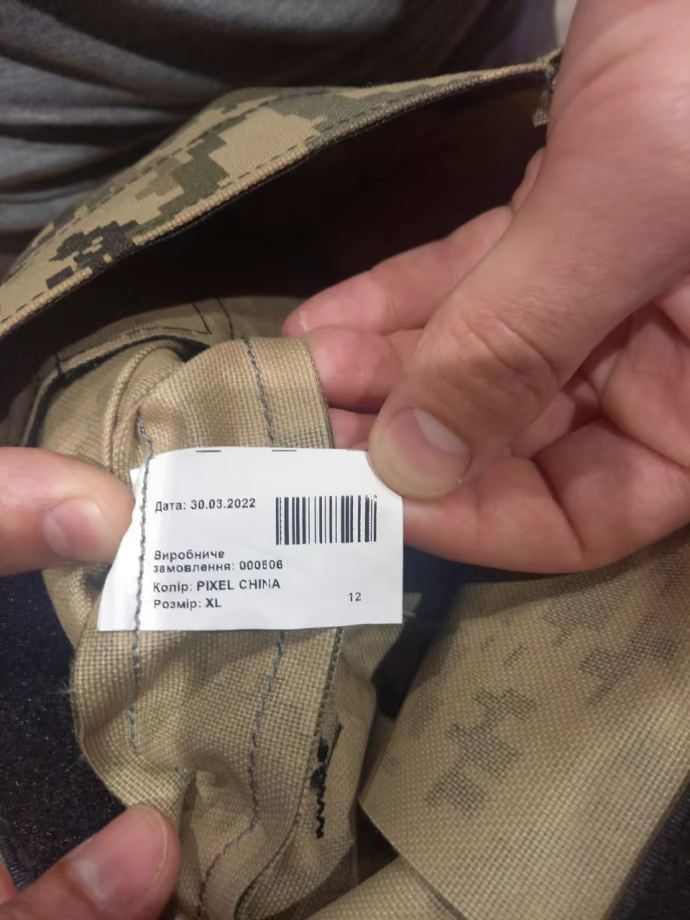 Дата: 30.03.2022
Виробниче
замовлення: 000506
Колір: PIXEL CHINA
Розмір: XL
12